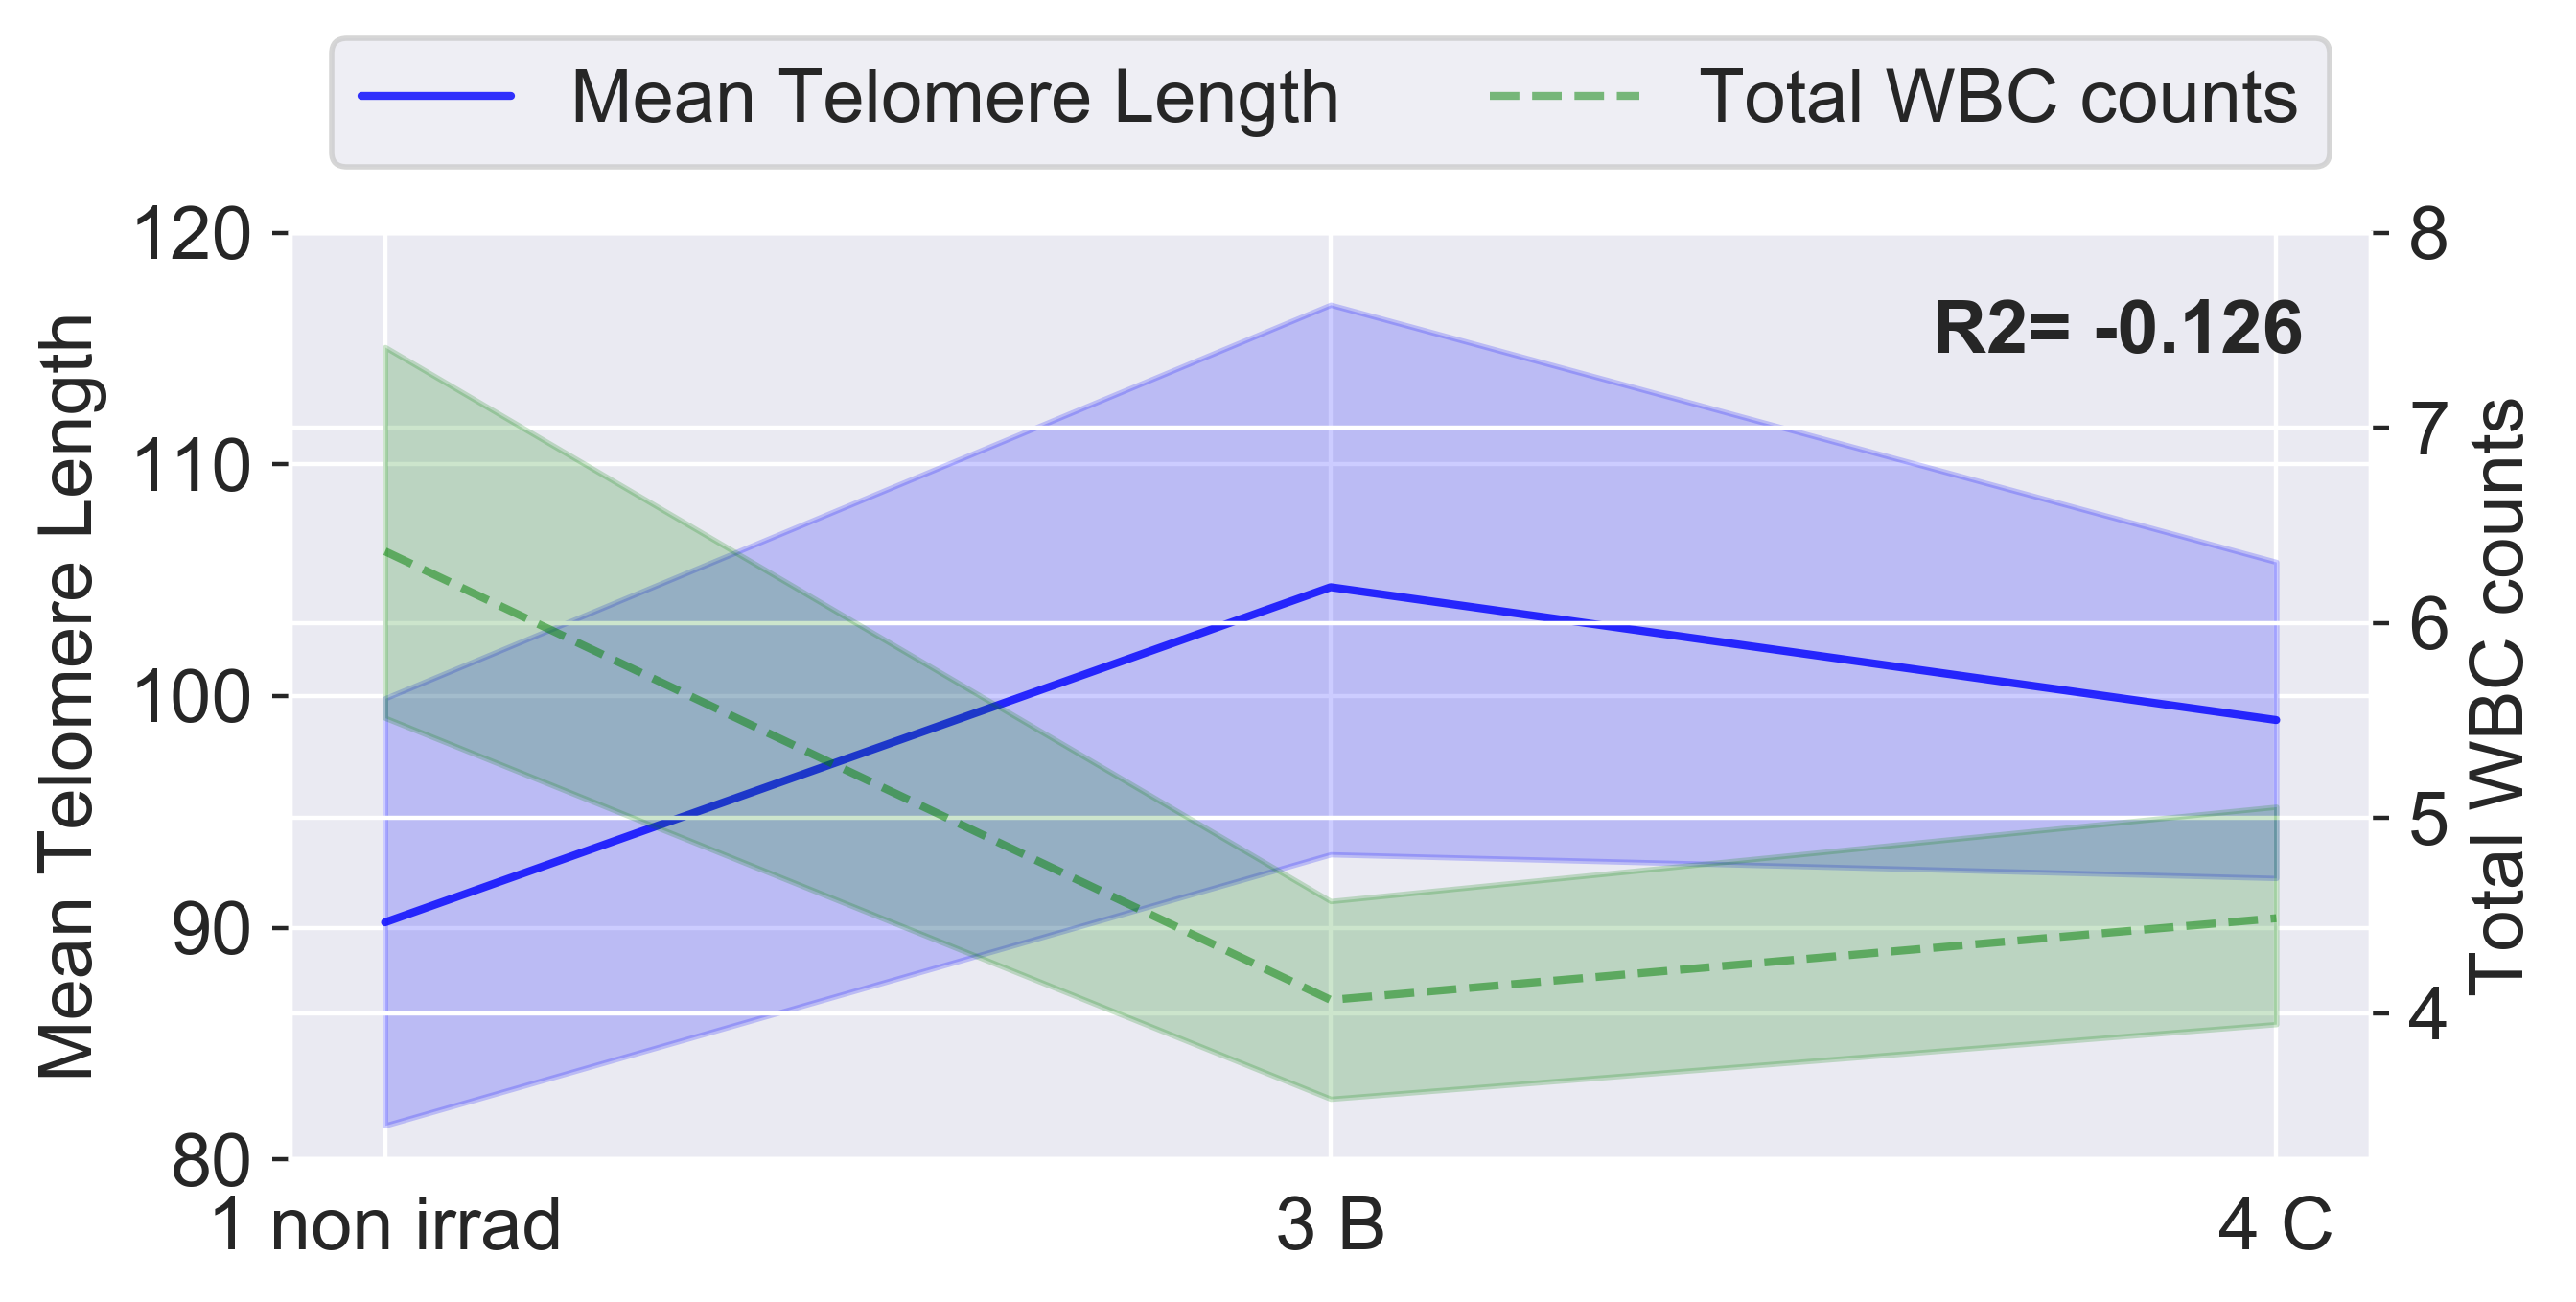 Mean Telomere Length
Total WBC counts
Mean Telomere Length
120
110
100
90
80
R2= -0.126
8
7
6
5
4
Total WBC counts
1 non irrad
3 B
4 C